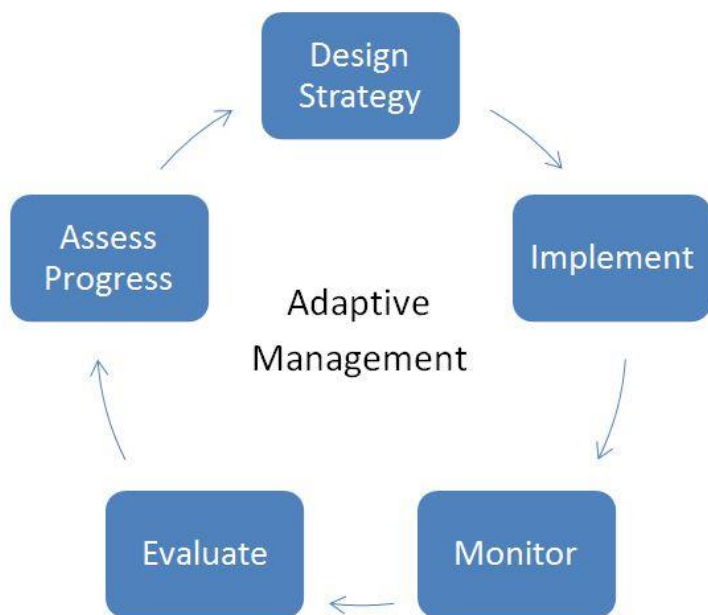 Design
Strategy
Implement
Monitor
Evaluate
Assess
Progress
Adaptive
Management